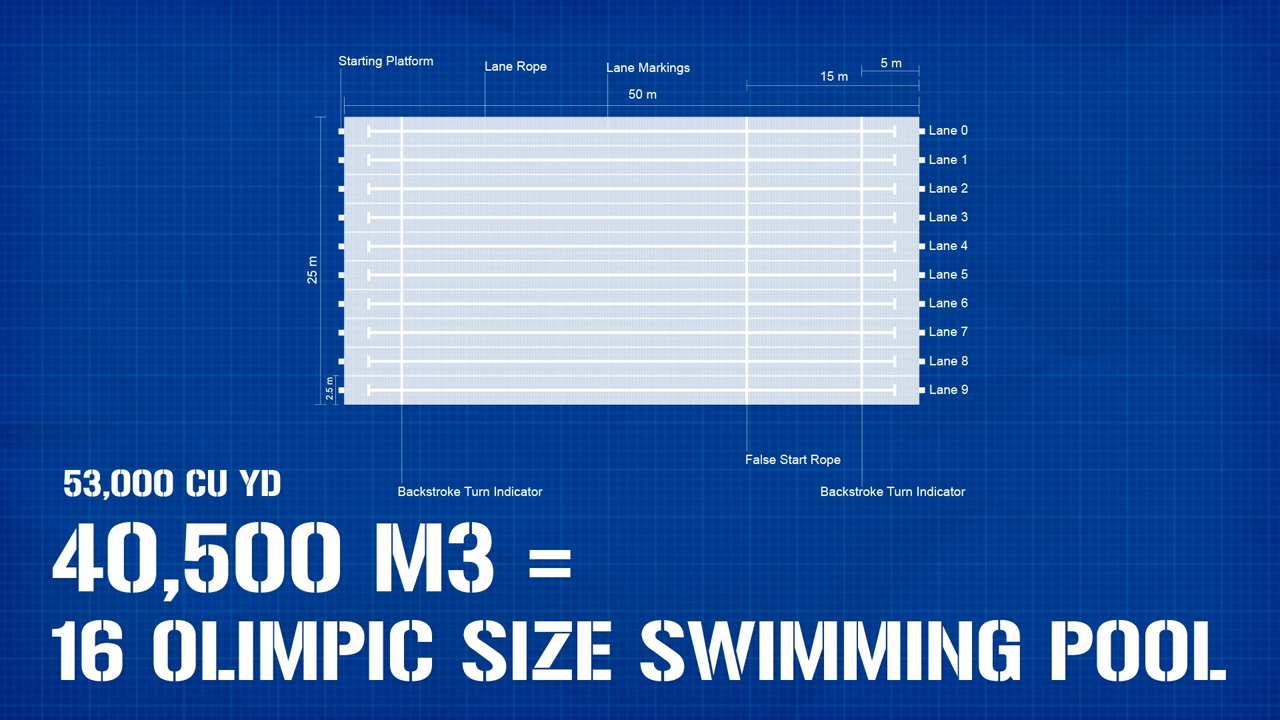 Starting Platform
Lane Rope
Lane Markings
5 m
15 m
50 m
25 m
2.5 m
Lane 0
Lane 1
Lane 2
Lane 3
Lane 4
Lane 5
Lane 6
Lane 7
Lane 8
Lane 9
False Start Rope
Backstroke Turn Indicator
Backstroke Turn Indicator
53,000 CU YD
40,500 M3 =
16 OLIMPIC SIZE SWIMMING POOL